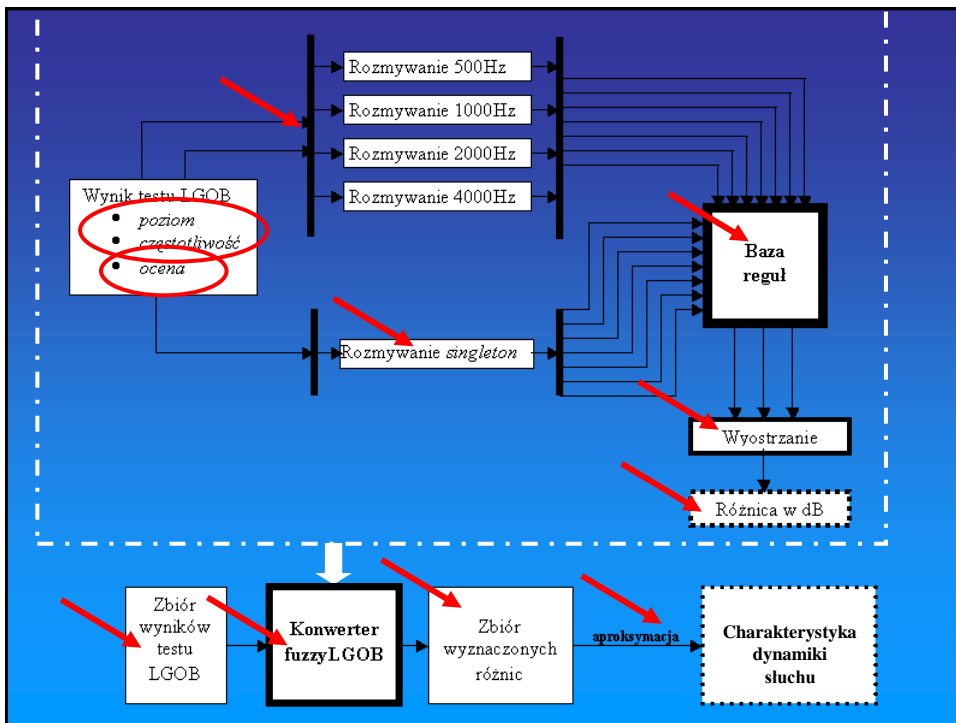 Rozmywanie 500Hz
Rozmywanie 1000Hz
Rozmywanie 2000Hz
Rozmywanie 4000Hz
Wynik testu LGOB
• poziom
• częstotliwość
• ocena
Baza
reguł
Rozmywanie singleton
Wyostrzanie
Różnica w dB
Zbiór
wyników
testu
LGOB
Konwerter
fuzzyLGOB
Zbiór
wyznaczonych
różnic
aproksymacja
Charakterystyka
dynamiki
słuchu